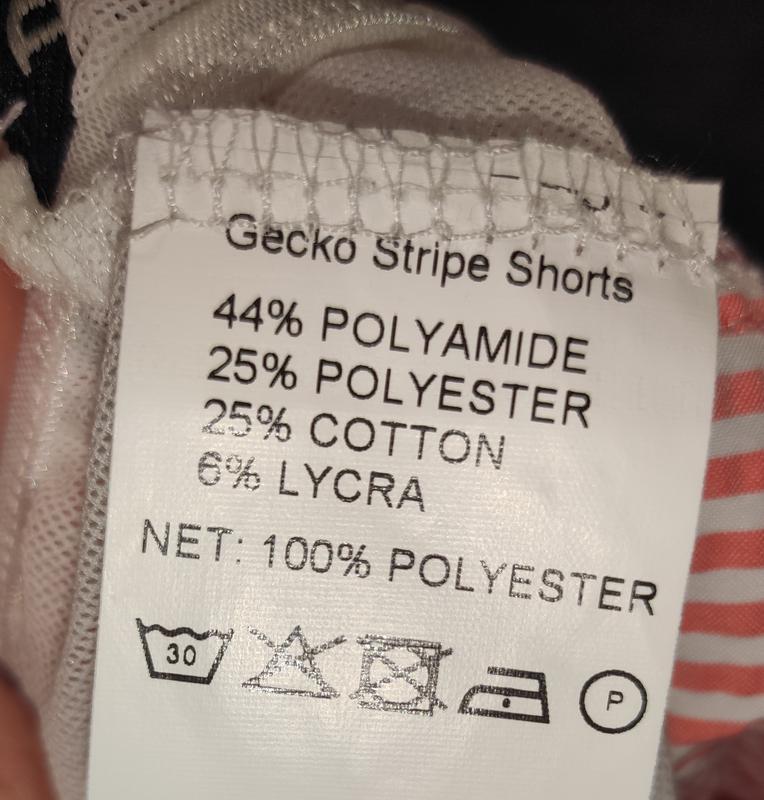 Gecko Stripe Shorts
44% POLYAMIDE
25% POLYESTER
25% COTTON
6% LYCRA
NET: 100% POLYESTER
30
P